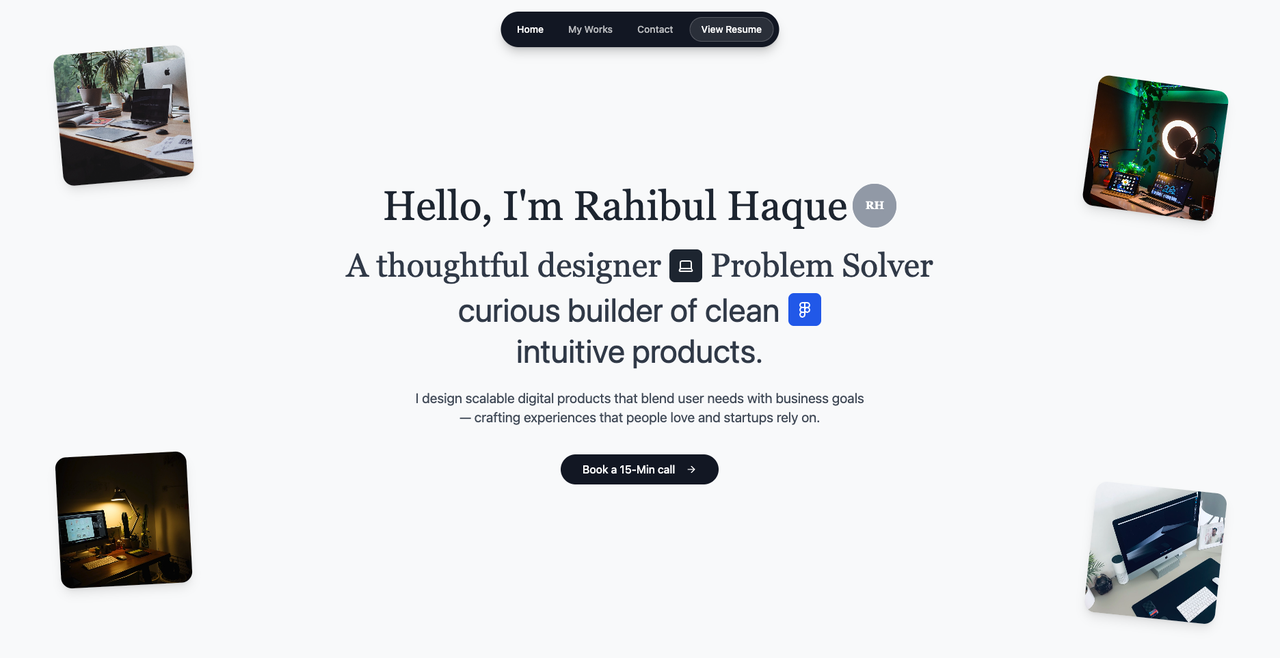 Home My Works Contact View Resume
Hello, I'm Rahibul Haque RH
A thoughtful designer Problem Solver
curious builder of clean
intuitive products.
I design scalable digital products that blend user needs with business goals
— crafting experiences that people love and startups rely on.
Book a 15-Min call →